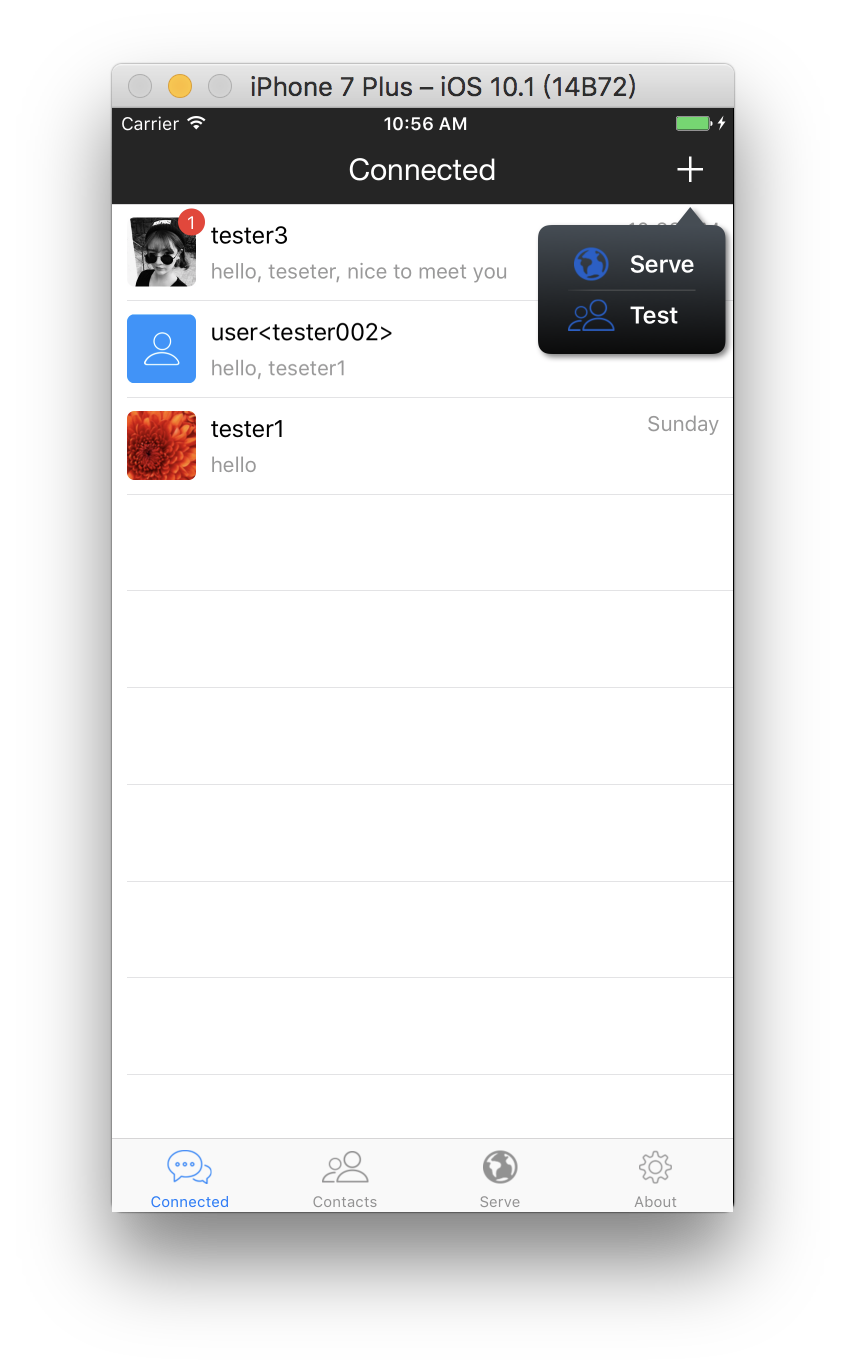 iPhone 7 Plus – iOS 10.1 (14B72)
Carrier 10:56 AM
Connected
1
tester3
hello, teseter, nice to meet you
Serve
Test
user<tester002>
hello, teseter1
tester1 Sunday
hello
Connected Contacts Serve About